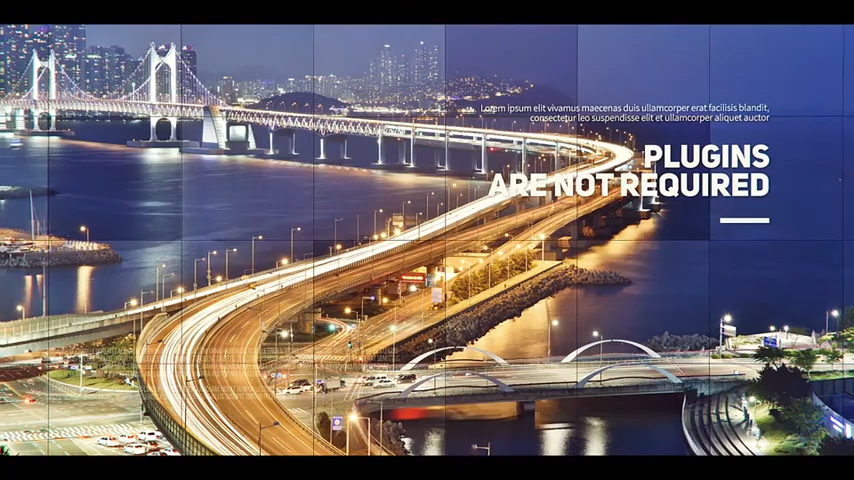 Lorem ipsum elit vivamus maecenas duis ullamcorper erat facilisis blandit,
consectetur leo suspendisse elit et ullamcorper aliquet auctor
PLUGINS
ARE NOT REQUIRED